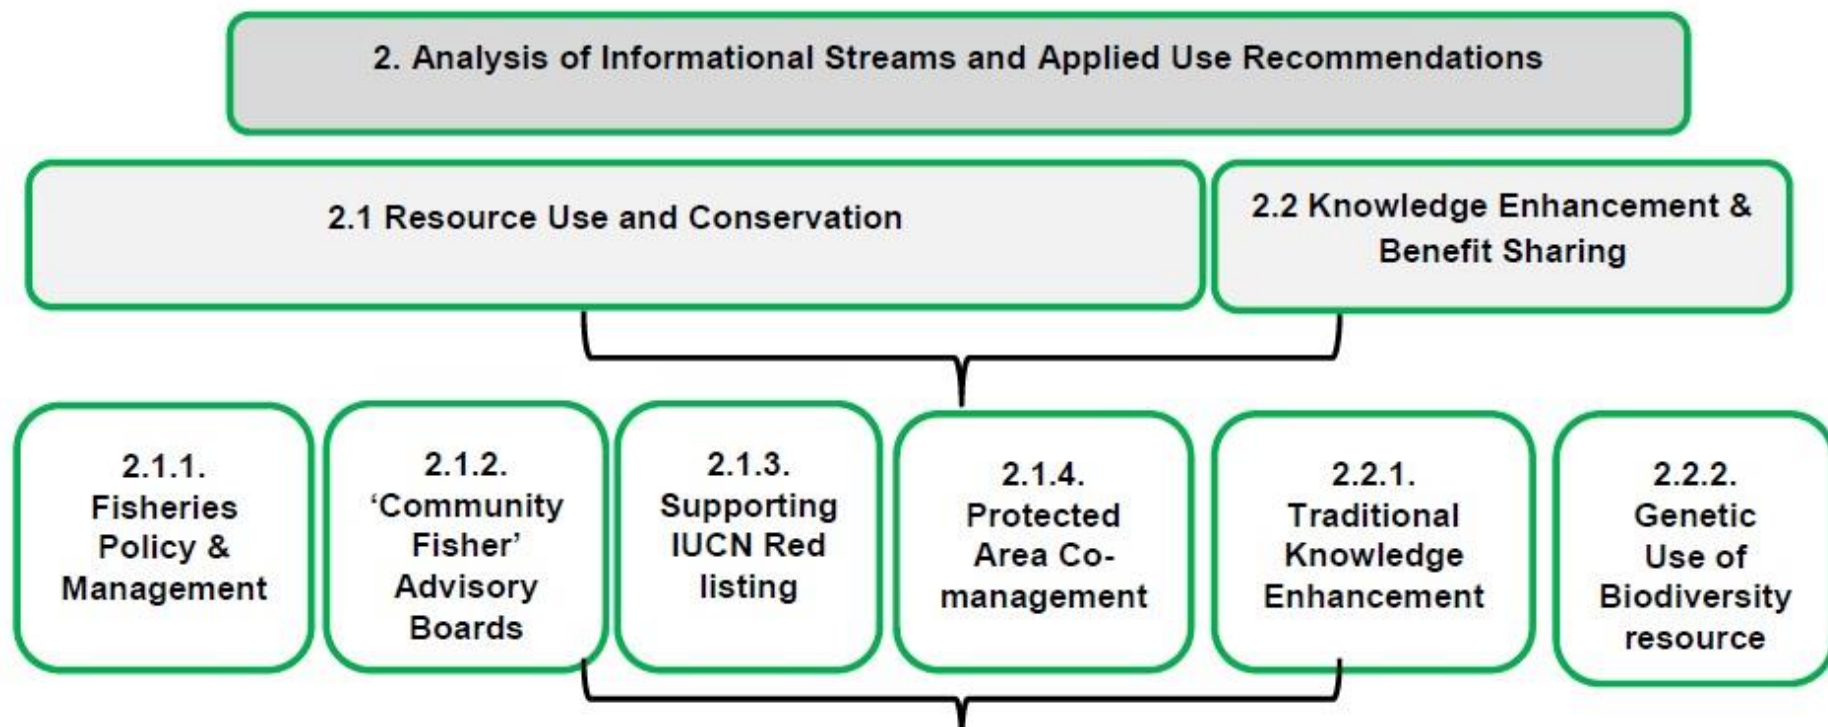 2. Analysis of Informational Streams and Applied Use Recommendations
2.1 Resource Use and Conservation
2.2 Knowledge Enhancement &
Benefit Sharing
2.1.1.
Fisheries
Policy &
Management
2.1.2.
‘Community
Fisher’
Advisory
Boards
2.1.3.
Supporting
IUCN Red
listing
2.1.4.
Protected
Area Co-
management
2.2.1.
Traditional
Knowledge
Enhancement
2.2.2.
Genetic
Use of
Biodiversity
resource